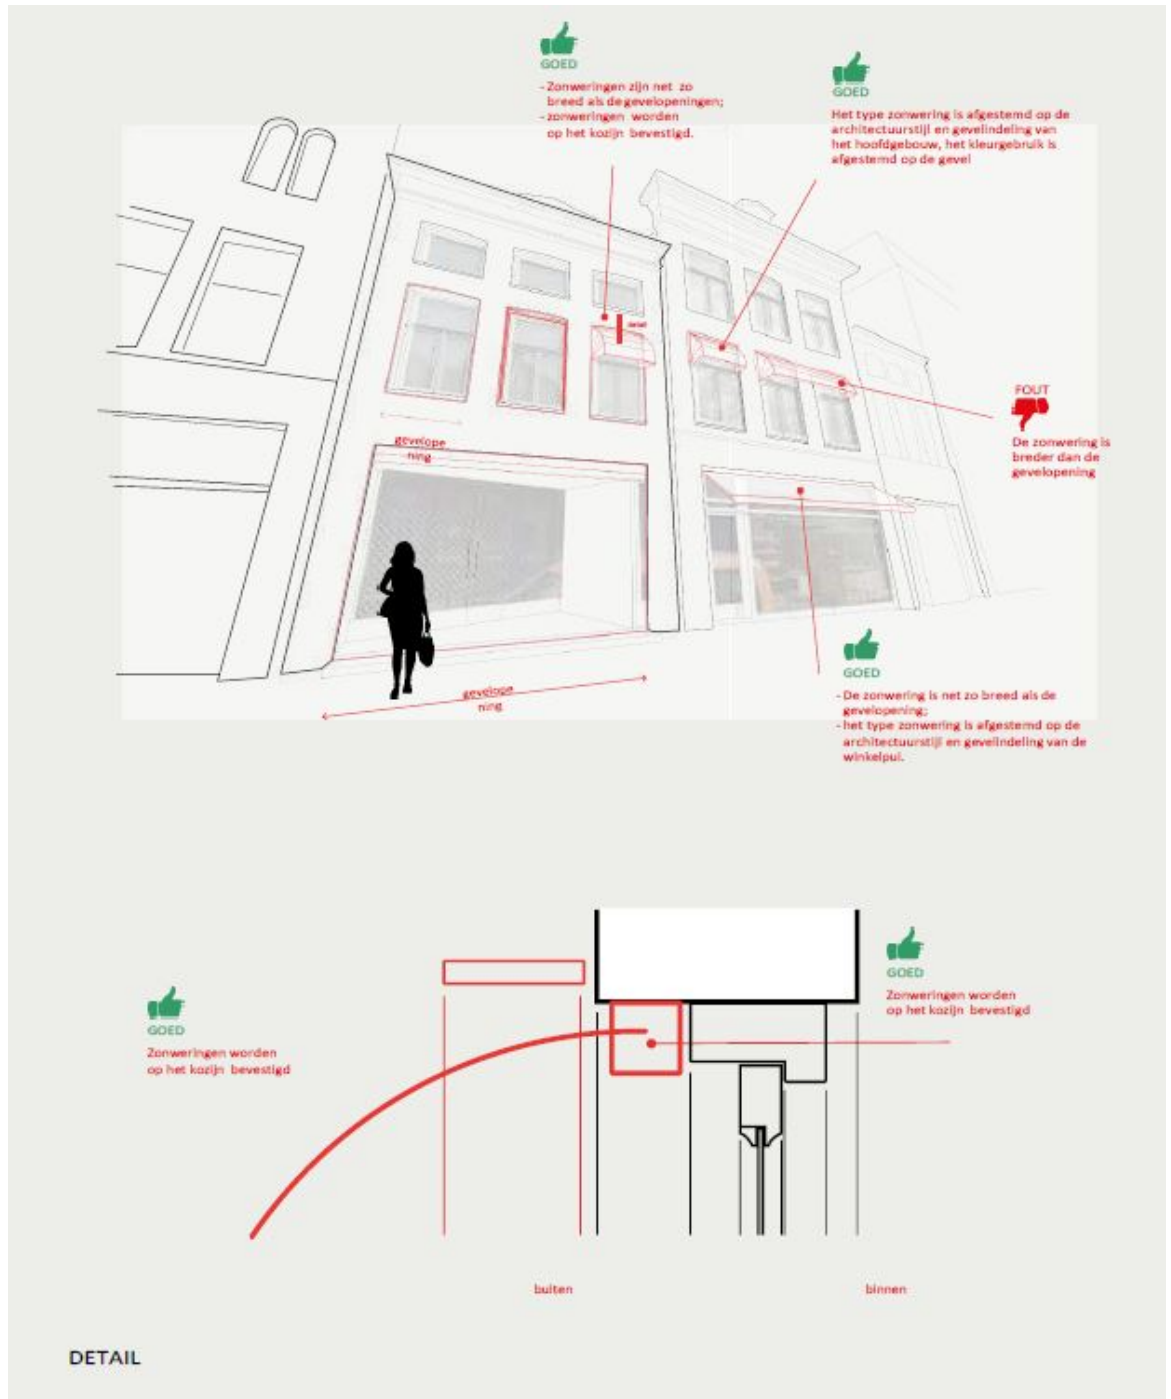 GOED
- Zonweringen zijn net zo
breed als de gevelopeningen;
- zonweringen worden
op het kozijn bevestigd.
GOED
Het type zonwering is afgestemd op de
architectuurstijl en gevelindeling van
het hoofdgebouw, het kleurgebruik is
afgestemd op de gevel
FOUT
De zonwering is
breder dan de
gevelopening
gevelope
ning
gevelope
ning
GOED
- De zonwering is net zo breed als de
gevelopening;
- het type zonwering is afgestemd op de
architectuurstijl en gevelindeling van de
winkelpui.
GOED
Zonweringen worden
op het kozijn bevestigd
GOED
Zonweringen worden
op het kozijn bevestigd
buiten
binnen
DETAIL